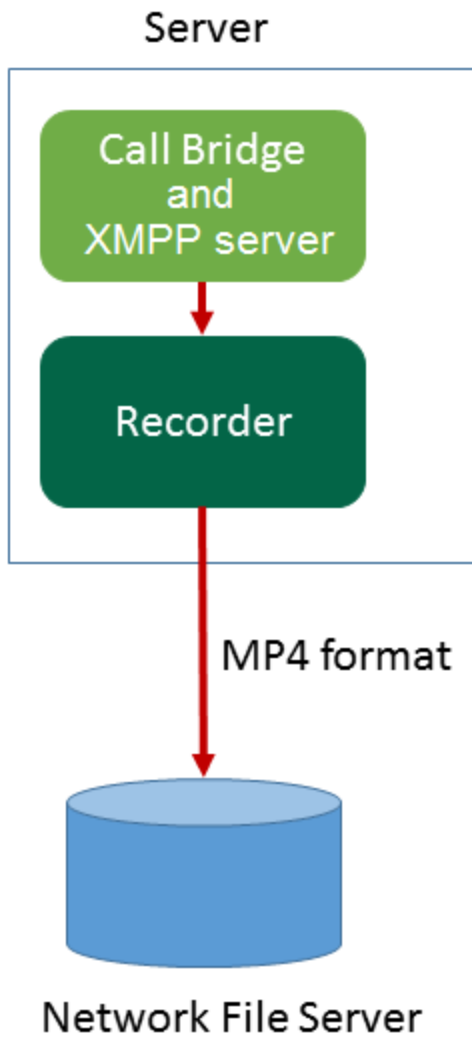 Server
Call Bridge
and
XMPP server
Recorder
MP4 format
Network File Server